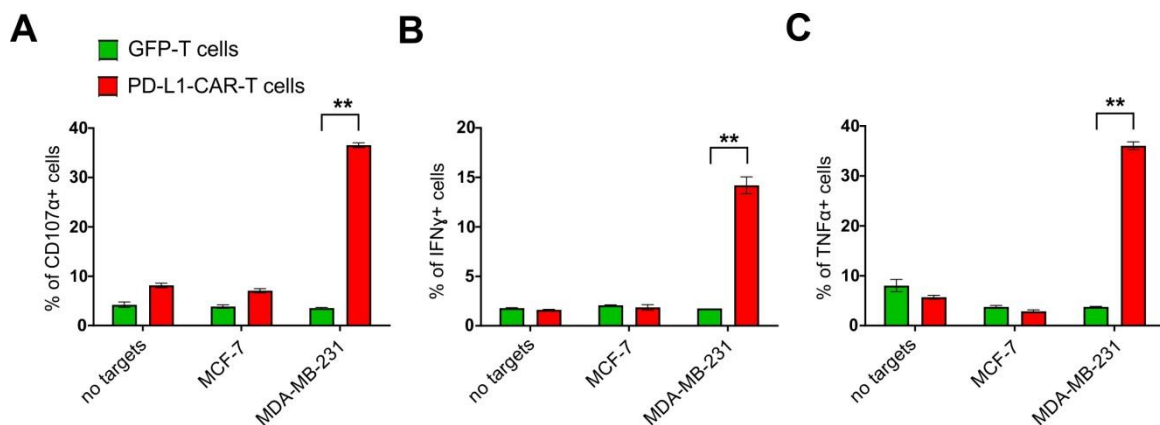 A
GFP-T cells
PD-L1-CAR-T cells
**
40
30
20
10
0
% of CD107α+ cells
no targets
MCF-7
MDA-MB-231
B
**
20
15
10
5
0
% of IFNɣ+ cells
no targets
MCF-7
MDA-MB-231
C
**
40
30
20
10
0
% of TNFα+ cells
no targets
MCF-7
MDA-MB-231